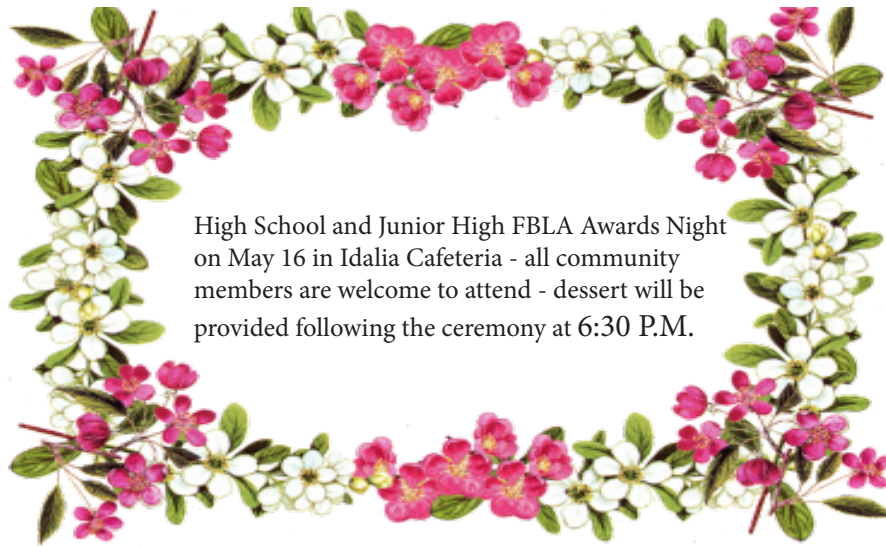 High School and Junior High FBLA Awards Night
on May 16 in Idalia Cafeteria - all community
members are welcome to attend - dessert will be
provided following the ceremony at 6:30 P.M.